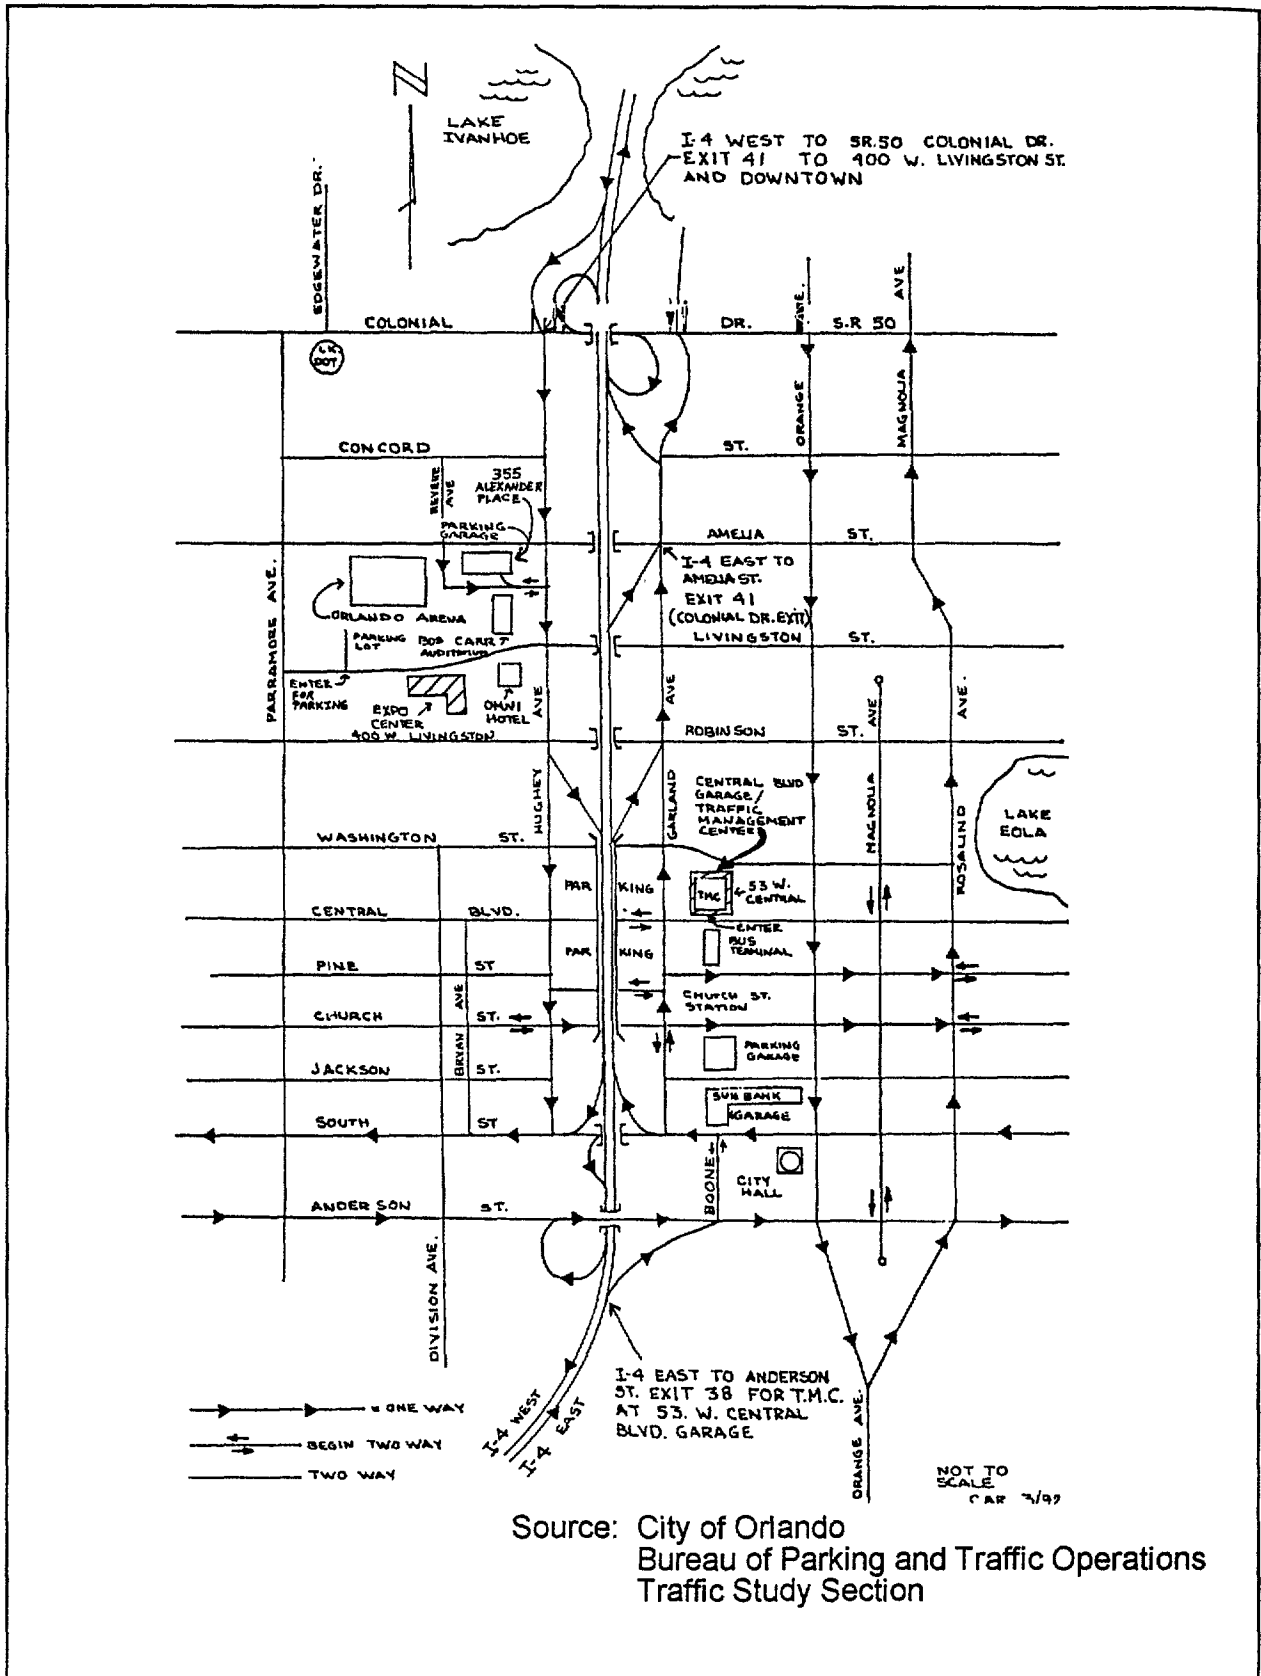 N
LAKE
IVANHOE
I-4 WEST TO SR.50 COLONIAL DR.
EXIT 41 TO 400 W. LIVINGSTON ST.
AND DOWNTOWN
EDGEWATER DR.
AVE.
MAGNOLIA AVE
COLONIAL
DR.
S.R 50
LK
DOT
ORANGE
CONCORD
ST.
REVERE
AVE
355
ALEXANDER
PLACE
PARKING
GARAGE
AMELIA
ST.
I-4 EAST TO
AMELIA ST.
EXIT 41
(COLONIAL DR. EXIT)
PARRAMORE AVE.
ORLANDO ARENA
PARKING
LOT
BOB CARR
AUDITORIUM
LIVINGSTON
ST.
ENTER
FOR
PARKING
EXPO
CENTER
400 W. LIVINGSTON
OMNI
HOTEL
HUGHEY AVE
GARLAND AVE
MAGNOLIA AVE
ROSALIND AVE.
ROBINSON
ST.
CENTRAL BLVD
GARAGE/
TRAFFIC
MANAGEMENT
CENTER
LAKE
EOLA
WASHINGTON
ST.
PAR KING
TMC
53 W.
CENTRAL
CENTRAL
BLVD.
ENTER
BUS
TEMINAL
PAR KING
PINE
ST
BRYAN AVE
CHURCH ST.
STATION
CHURCH
ST.
PARKING
GARAGE
JACKSON
ST.
SUN BANK
GARAGE
SOUTH
ST
BOONE
CITY
HALL
ANDERSON
ST.
DIVISION AVE.
I-4 EAST TO ANDERSON
ST. EXIT 38 FOR T.M.C.
AT 53. W. CENTRAL
BLVD. GARAGE
I-4 WEST
I-4 EAST
ORANGE AVE.
= ONE WAY
BEGIN TWO WAY
TWO WAY
NOT TO
SCALE
CAR 3/92
Source: City of Orlando
Bureau of Parking and Traffic Operations
Traffic Study Section